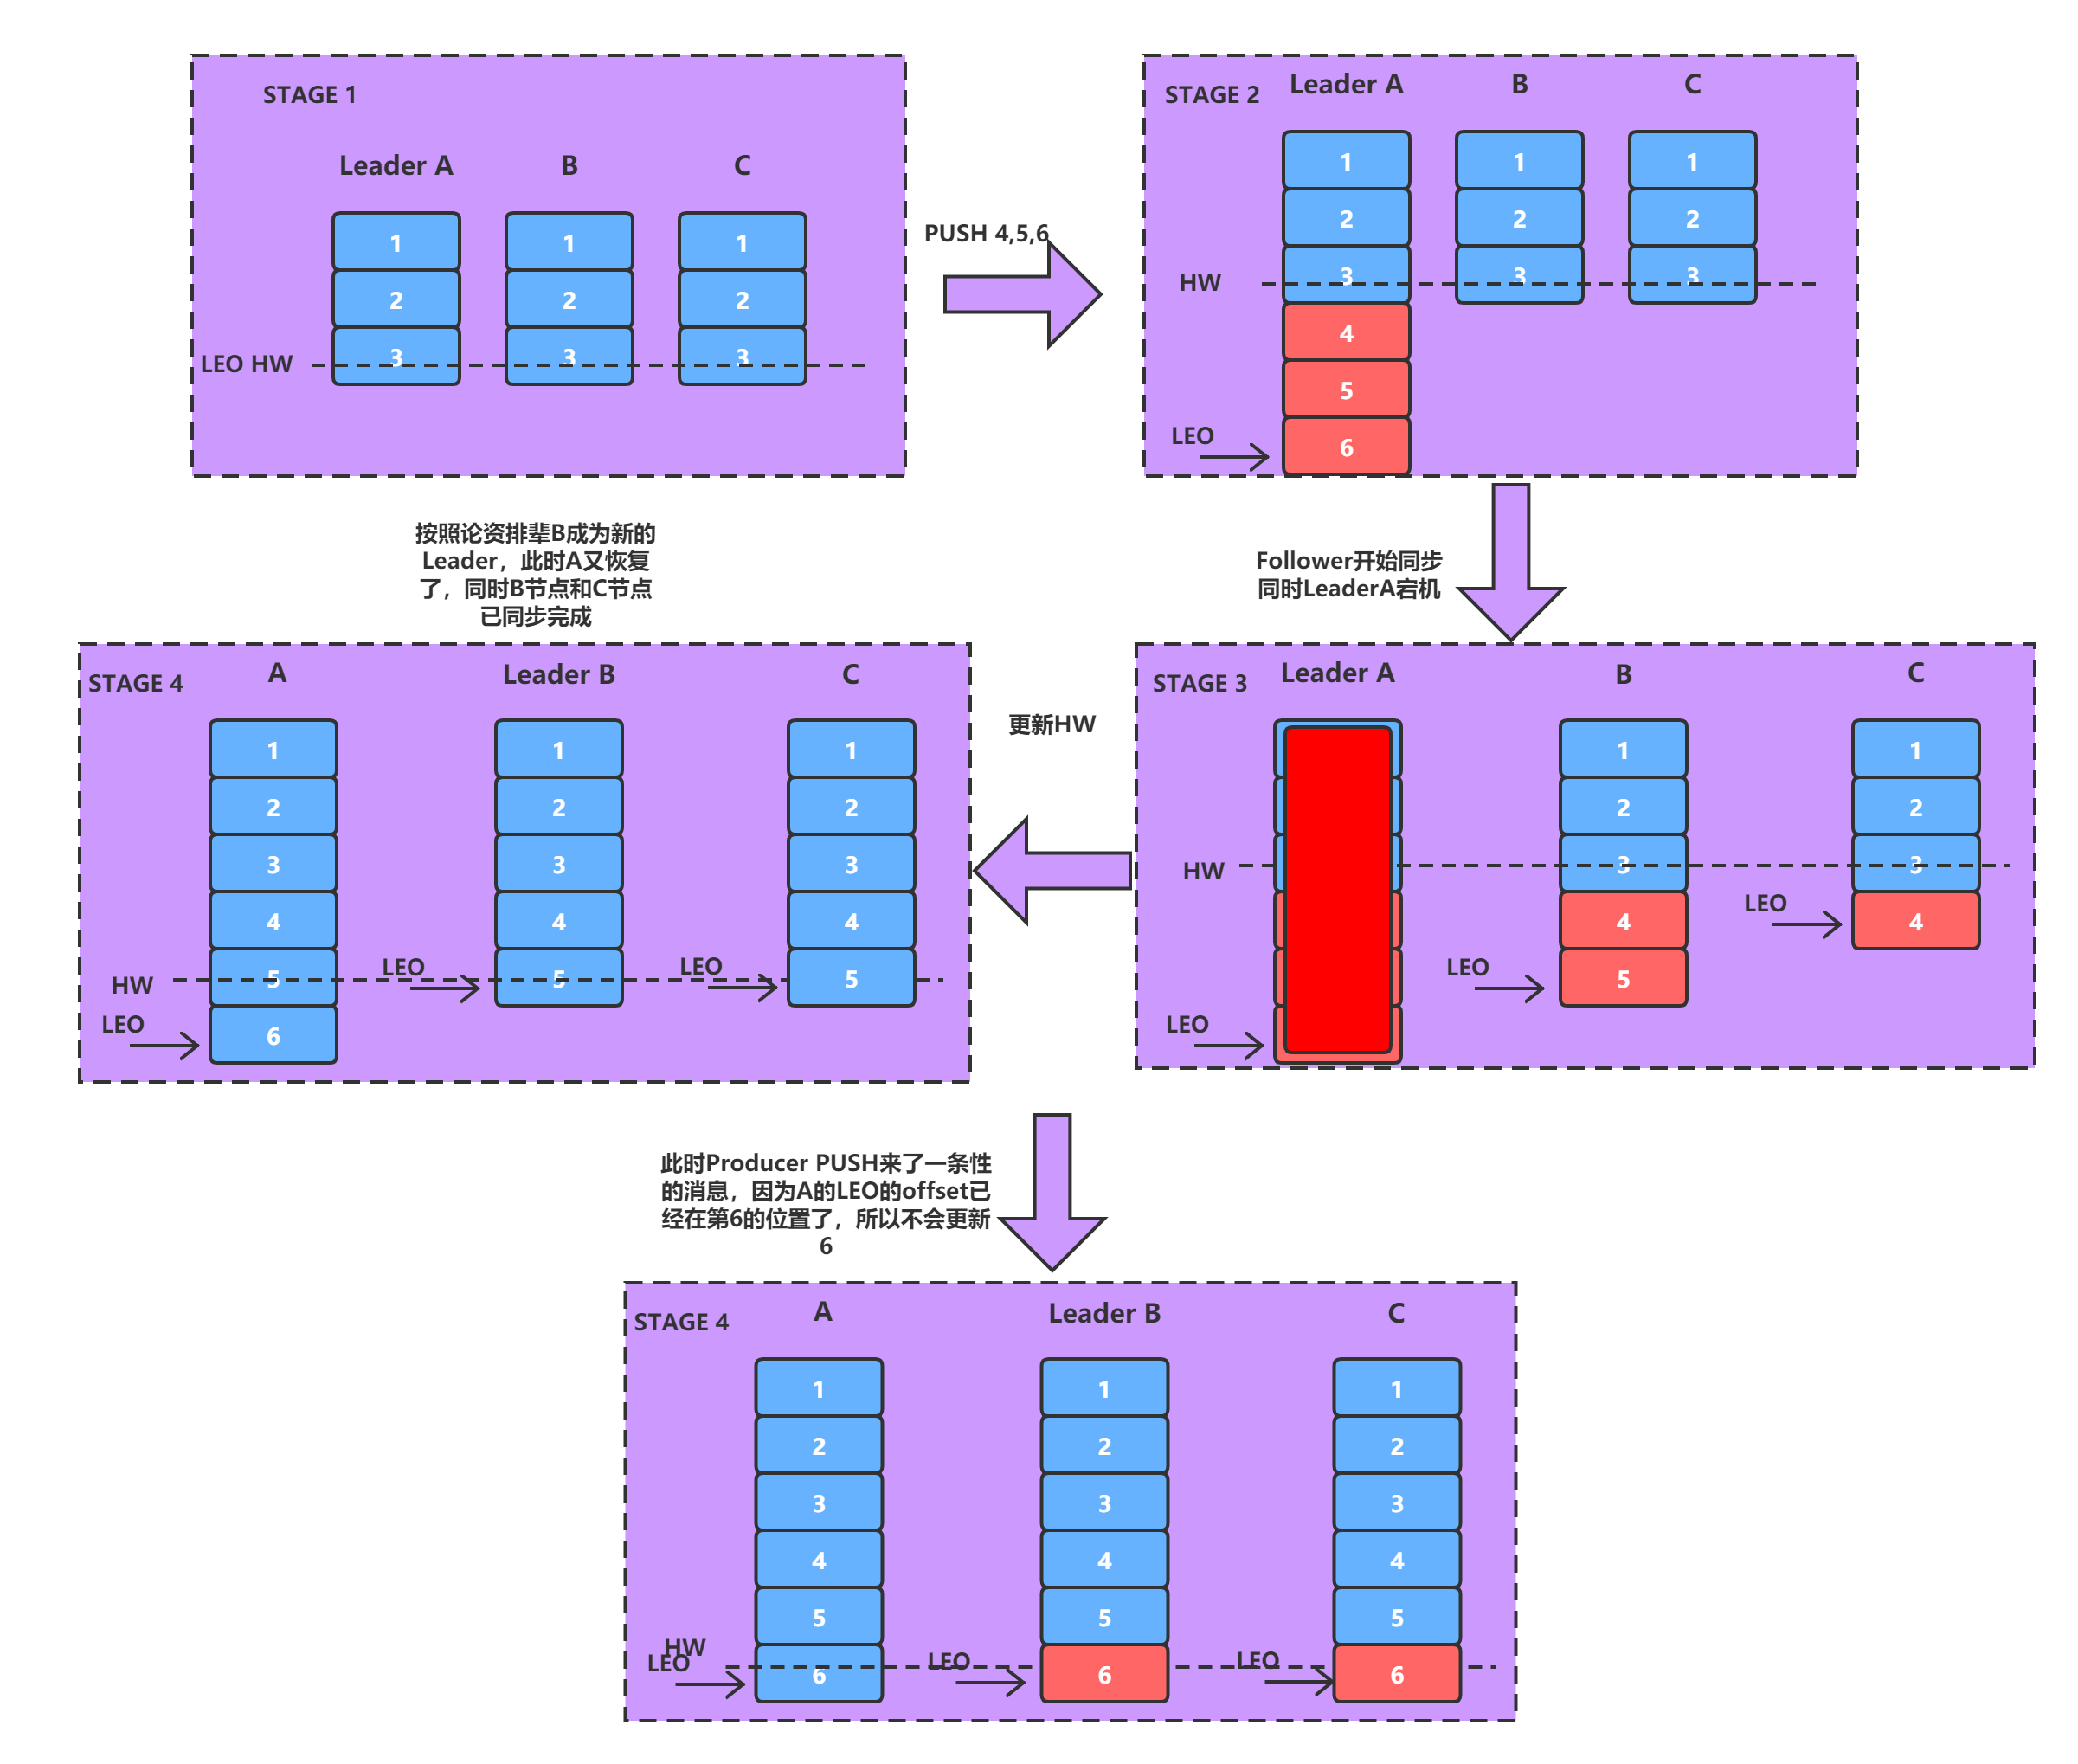 STAGE 1
Leader A
B
C
1
1
1
2
2
2
3
3
3
LEO HW
PUSH 4,5,6
STAGE 2
Leader A
B
C
1
1
1
2
2
2
3
3
3
HW
4
5
6
LEO
Follower开始同步
同时LeaderA宕机
STAGE 3
Leader A
B
C
1
1
2
2
3
3
HW
4
4
LEO
5
LEO
LEO
更新HW
按照论资排辈B成为新的
Leader，此时A又恢复
了，同时B节点和C节点
已同步完成
STAGE 4
A
Leader B
C
1
1
1
2
2
2
3
3
3
4
4
4
5
5
5
HW
LEO
LEO
LEO
6
此时Producer PUSH来了一条性
的消息，因为A的LEO的offset已
经在第6的位置了，所以不会更新
6
STAGE 4
A
Leader B
C
1
1
1
2
2
2
3
3
3
4
4
4
5
5
5
HW
LEO
LEO
LEO
6
6
6